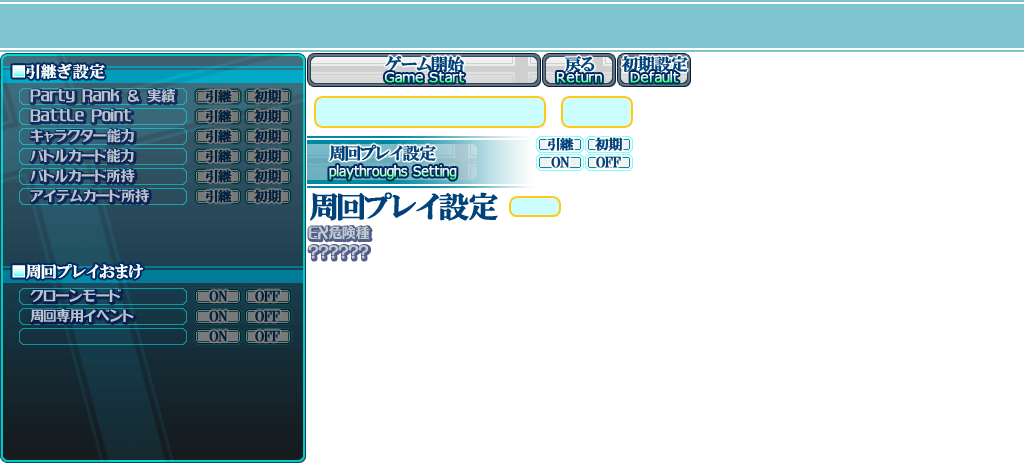 ■引継ぎ設定
Party Rank & 実績 引継 初期
Battle Point 引継 初期
キャラクター能力 引継 初期
バトルカード能力 引継 初期
バトルカード所持 引継 初期
アイテムカード所持 引継 初期
■周回プレイおまけ
クローンモード ON OFF
周回専用イベント ON OFF
ON OFF
ゲーム開始
Game Start
戻る
Return
初期設定
Default
周回プレイ設定
playthroughs Setting
引継 初期
ON OFF
周回プレイ設定
EX危険種
??????